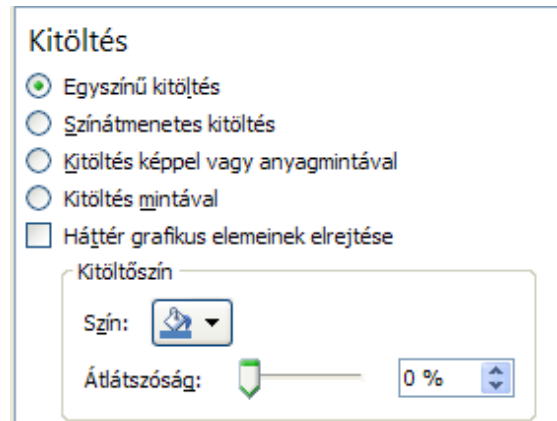 Kitöltés
Egyszínű kitöltés
Színátmenetes kitöltés
Kitöltés képpel vagy anyagmintával
Kitöltés mintával
Háttér grafikus elemeinek elrejtése
Kitöltőszín
Szín:
Átlátszóság: 0 %